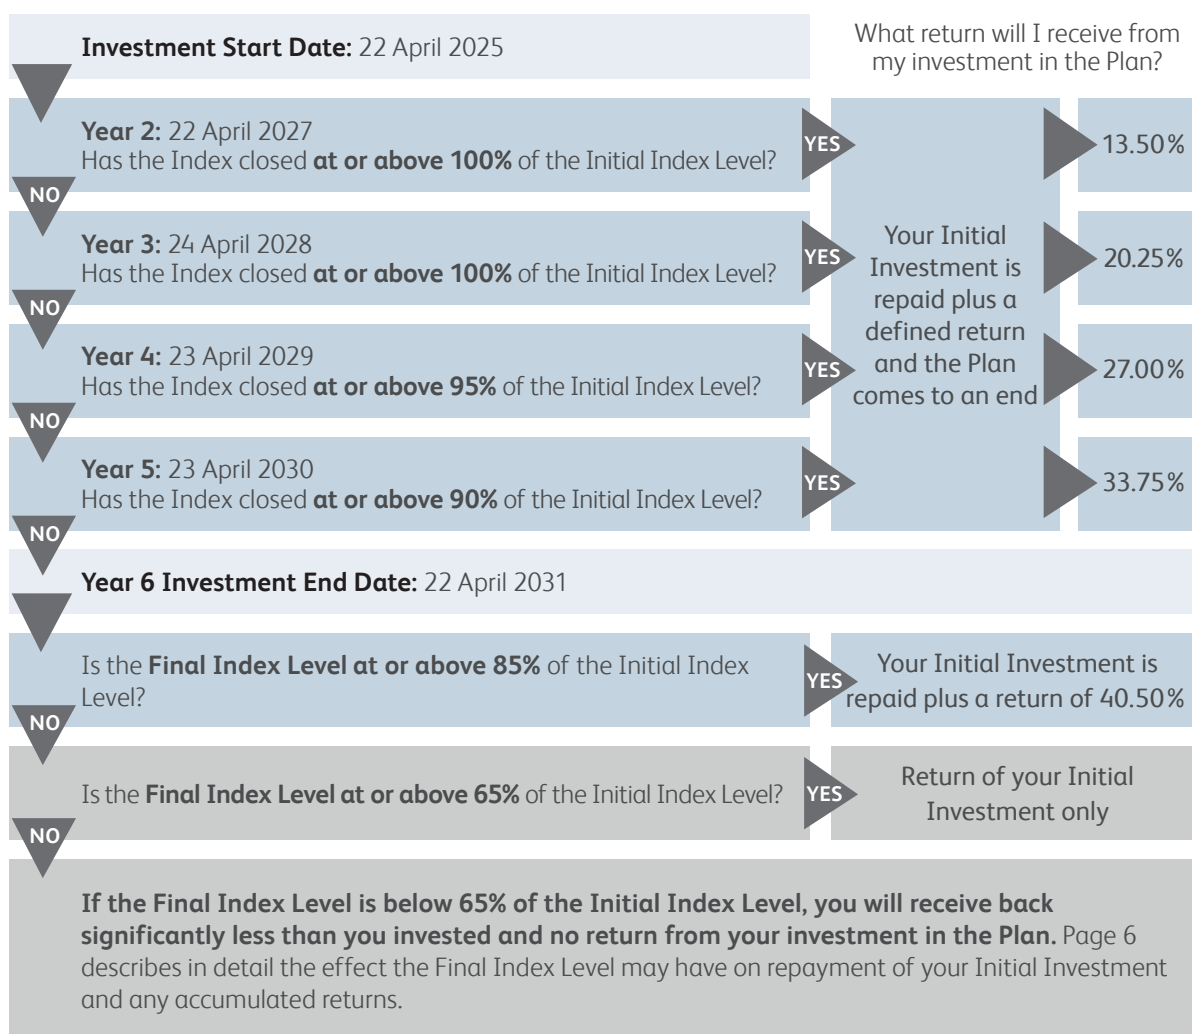 Investment Start Date: 22 April 2025
What return will I receive from
my investment in the Plan?
Year 2: 22 April 2027
Has the Index closed at or above 100% of the Initial Index Level?
YES
13.50%
NO
Year 3: 24 April 2028
Has the Index closed at or above 100% of the Initial Index Level?
YES
20.25%
NO
Year 4: 23 April 2029
Has the Index closed at or above 95% of the Initial Index Level?
YES
27.00%
NO
Year 5: 23 April 2030
Has the Index closed at or above 90% of the Initial Index Level?
YES
33.75%
Your Initial
Investment is
repaid plus a
defined return
and the Plan
comes to an end
NO
Year 6 Investment End Date: 22 April 2031
Is the Final Index Level at or above 85% of the Initial Index
Level?
YES
Your Initial Investment is
repaid plus a return of 40.50%
NO
Is the Final Index Level at or above 65% of the Initial Index Level?
YES
Return of your Initial
Investment only
NO
If the Final Index Level is below 65% of the Initial Index Level, you will receive back
significantly less than you invested and no return from your investment in the Plan. Page 6
describes in detail the effect the Final Index Level may have on repayment of your Initial Investment
and any accumulated returns.